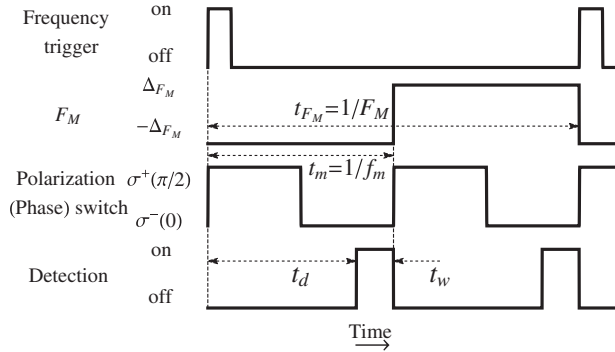 Frequency trigger on
off
F_M Δ_{F_M}
-Δ_{F_M}
t_{F_M}=1/F_M
t_m=1/f_m
Polarization (Phase) switch σ⁺(π/2)
σ⁻(0)
Detection on
off
t_d
t_w
Time